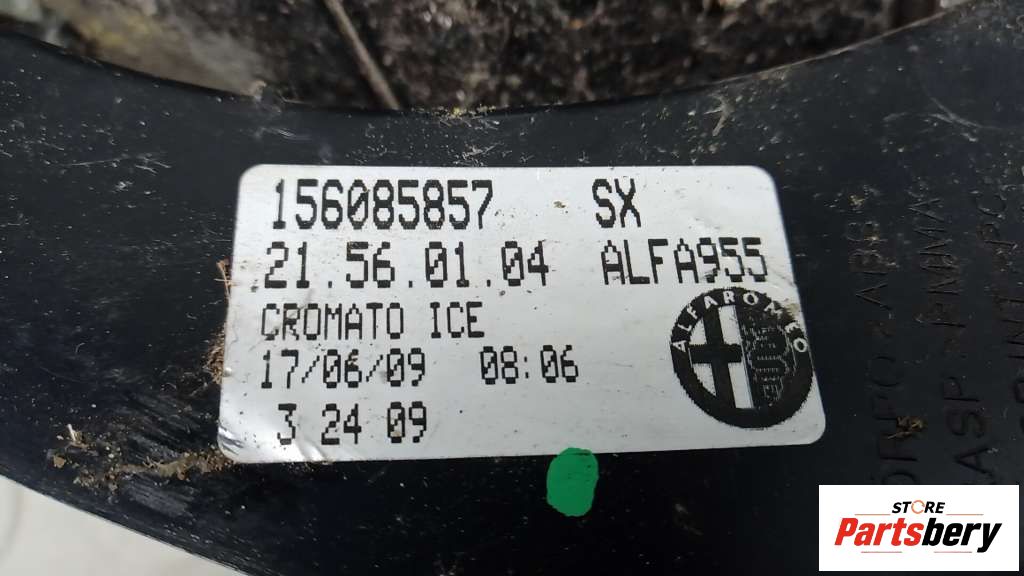 156085857 SX
21.56.01.04 ALFA955
CROMATO ICE
17/06/09 08:06
3 24 09
ALFA ROMEO
STORE
Partsbery